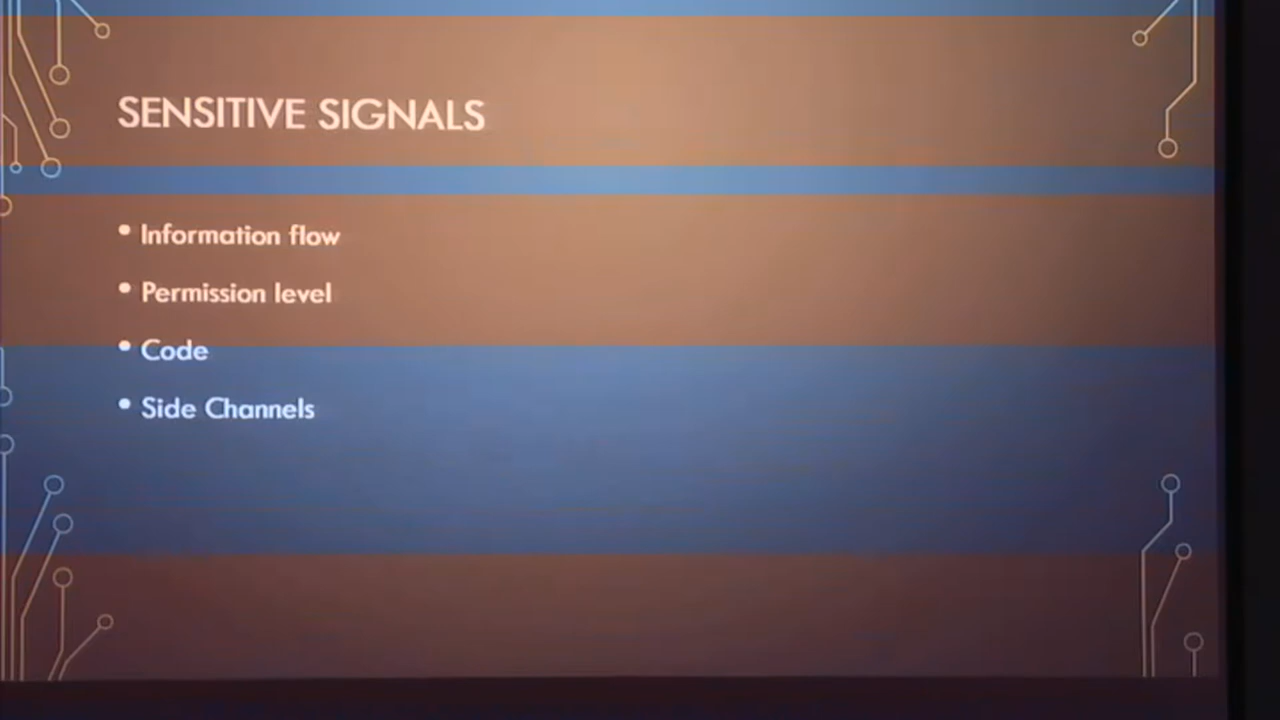 SENSITIVE SIGNALS
• Information flow
• Permission level
• Code
• Side Channels